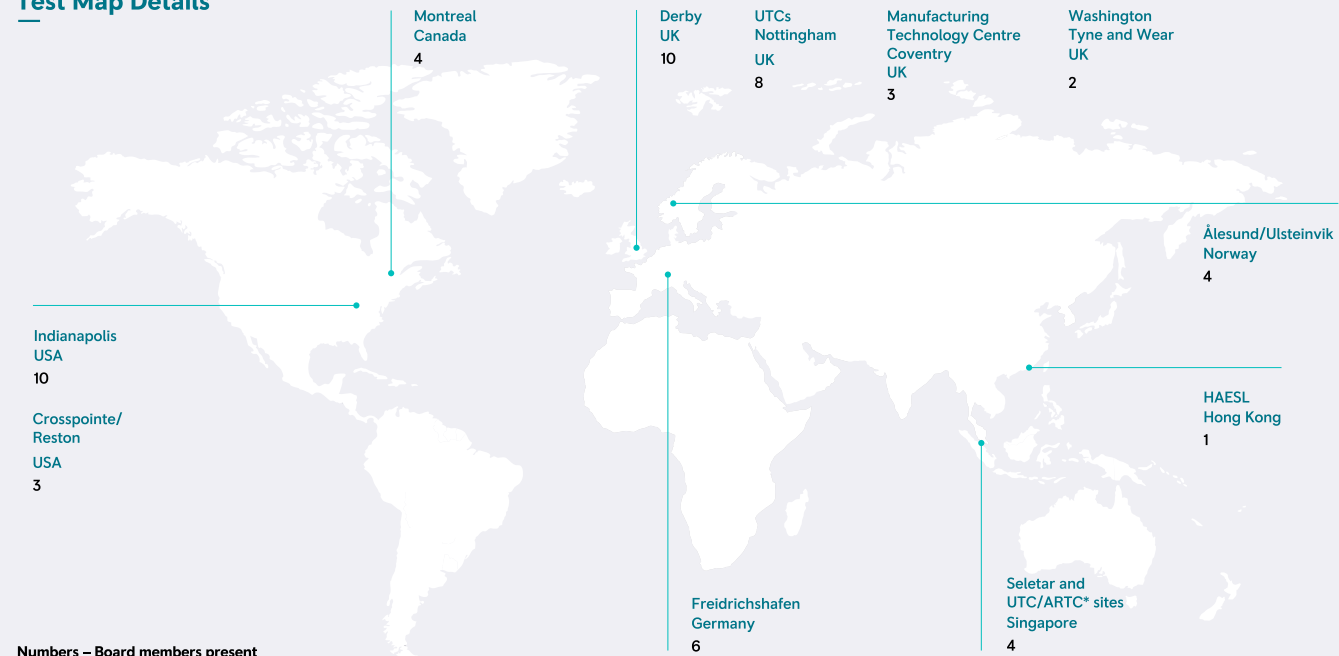 Test Map Details
Montreal
Canada
4
Derby
UK
10
UTCs
Nottingham
UK
8
Manufacturing
Technology Centre
Coventry
UK
3
Washington
Tyne and Wear
UK
2
Ålesund/Ulsteinvik
Norway
4
Indianapolis
USA
10
Crosspointe/
Reston
USA
3
HAESL
Hong Kong
1
Freidrichshafen
Germany
6
Seletar and
UTC/ARTC* sites
Singapore
4
Numbers – Board members present